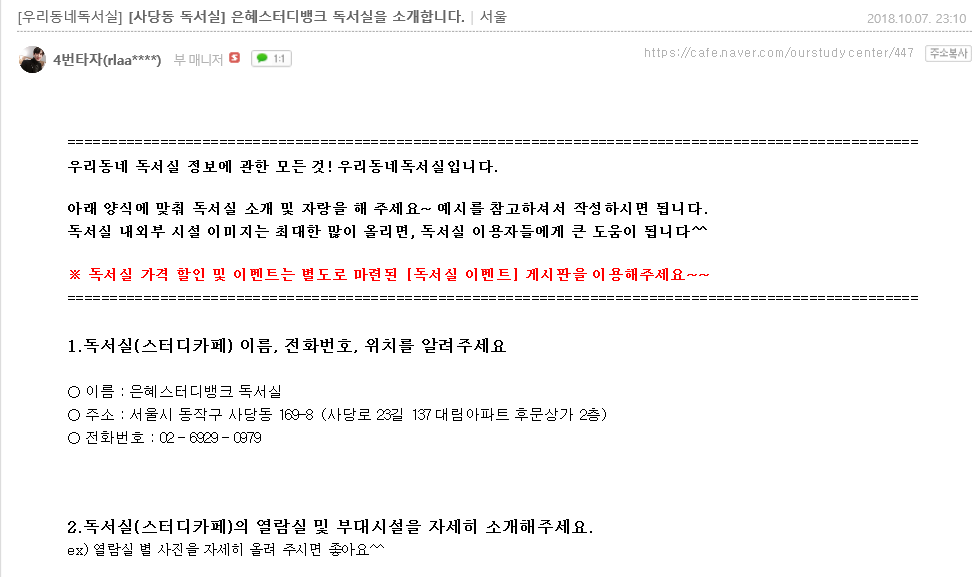 [우리동네독서실] [사당동 독서실] 은혜스터디뱅크 독서실을 소개합니다. | 서울
2018.10.07. 23:10
4번타자(rlaa****) 부 매니저 S 1:1
https://cafe.naver.com/ourstudycenter/447 주소복사
=====================================================================================================
우리동네 독서실 정보에 관한 모든 것! 우리동네독서실입니다.
아래 양식에 맞춰 독서실 소개 및 자랑을 해 주세요~ 예시를 참고하셔서 작성하시면 됩니다.
독서실 내외부 시설 이미지는 최대한 많이 올리면, 독서실 이용자들에게 큰 도움이 됩니다^^
※ 독서실 가격 할인 및 이벤트는 별도로 마련된 [독서실 이벤트] 게시판을 이용해주세요~~
=====================================================================================================
1.독서실(스터디카페) 이름, 전화번호, 위치를 알려주세요
○ 이름 : 은혜스터디뱅크 독서실
○ 주소 : 서울시 동작구 사당동 169-8 (사당로 23길 137 대림아파트 후문상가 2층)
○ 전화번호 : 02 - 6929 - 0979
2.독서실(스터디카페)의 열람실 및 부대시설을 자세히 소개해주세요.
ex) 열람실 별 사진을 자세히 올려 주시면 좋아요^^